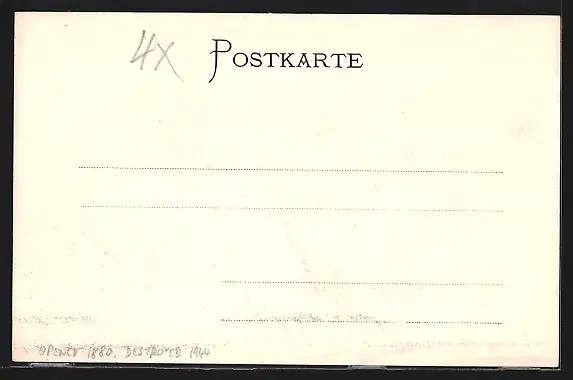 4X
POSTKARTE
OPENED 1880. DESTROYED 1944